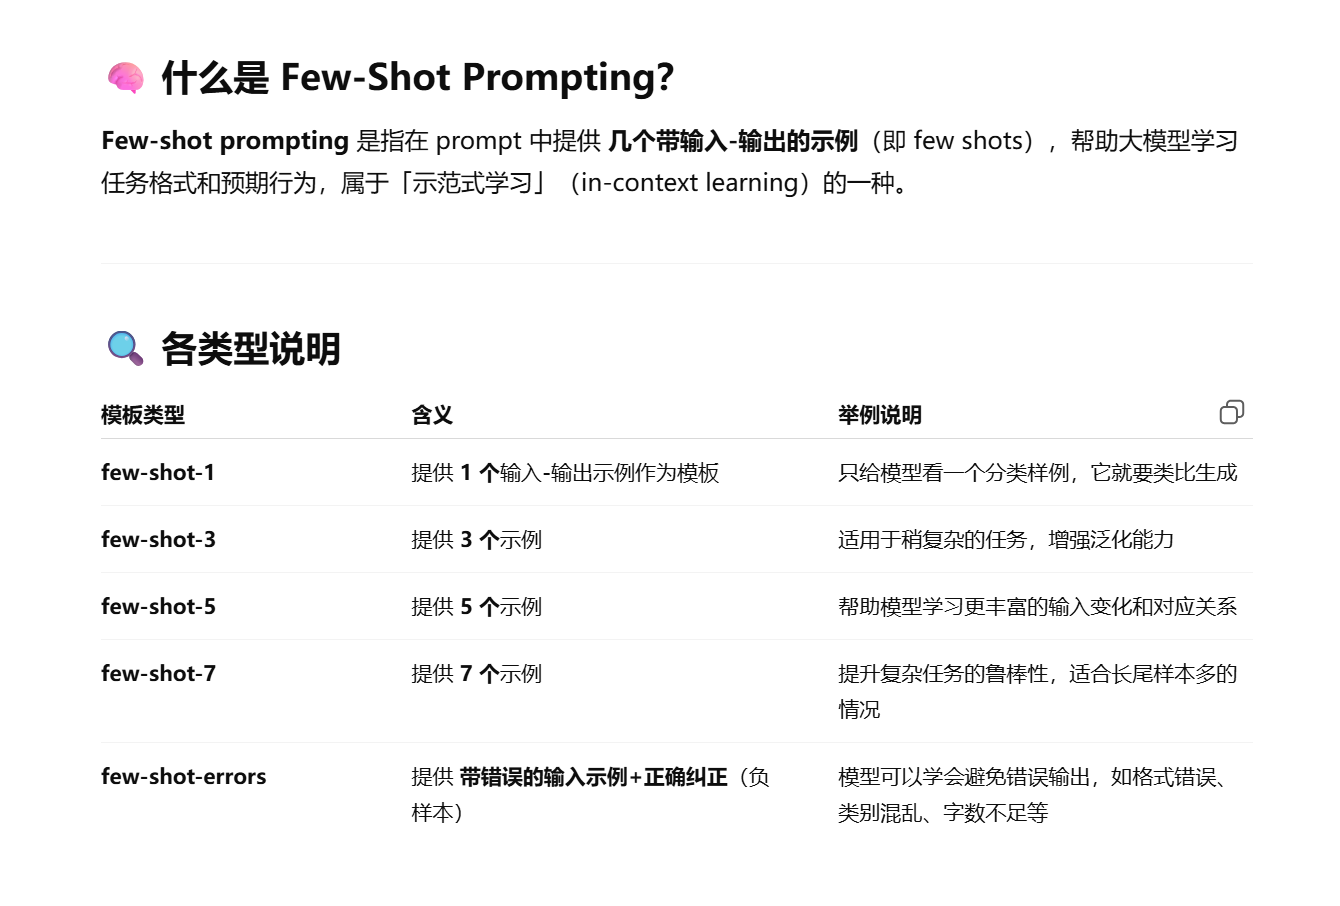 🧠 什么是 Few-Shot Prompting?
Few-shot prompting 是指在 prompt 中提供 几个带输入-输出的示例（即 few shots），帮助大模型学习
任务格式和预期行为，属于「示范式学习」（in-context learning）的一种。
🔍 各类型说明
模板类型 含义 举例说明
few-shot-1 提供 1 个输入-输出示例作为模板 只给模型看一个分类样例，它就要类比生成
few-shot-3 提供 3 个示例 适用于稍复杂的任务，增强泛化能力
few-shot-5 提供 5 个示例 帮助模型学习更丰富的输入变化和对应关系
few-shot-7 提供 7 个示例 提升复杂任务的鲁棒性，适合长尾样本多的
情况
few-shot-errors 提供 带错误的输入示例+正确纠正（负 模型可以学会避免错误输出，如格式错误、
样本） 类别混乱、字数不足等